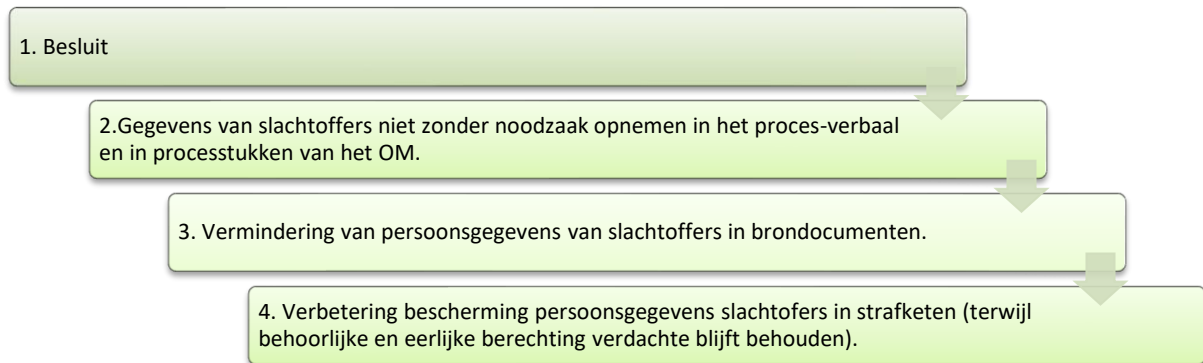 1. Besluit
2.Gegevens van slachtoffers niet zonder noodzaak opnemen in het proces-verbaal
en in processtukken van het OM.
3. Vermindering van persoonsgegevens van slachtoffers in brondocumenten.
4. Verbetering bescherming persoonsgegevens slachtofers in strafketen (terwijl
behoorlijke en eerlijke berechting verdachte blijft behouden).